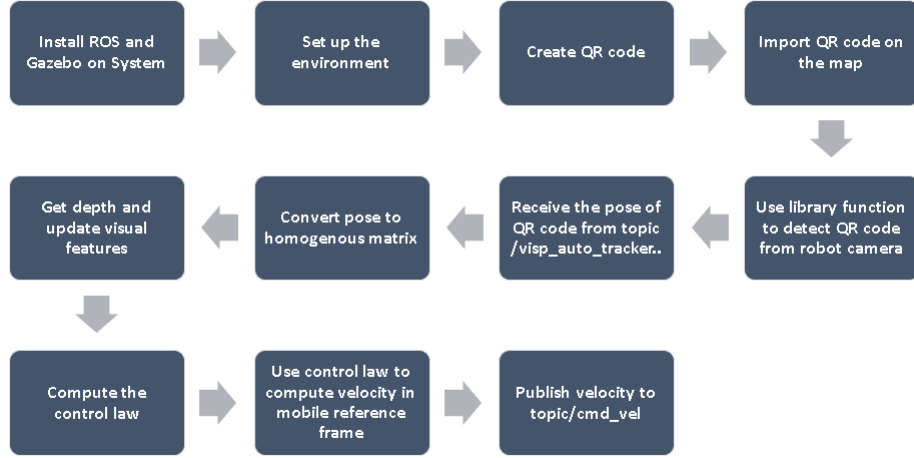 Install ROS and
Gazebo on System
Set up the
environment
Create QR code
Import QR code on
the map
Use library function
to detect QR code
from robot camera
Receive the pose of
QR code from topic
/visp_auto_tracker..
Convert pose to
homogenous matrix
Get depth and
update visual
features
Compute the
control law
Use control law to
compute velocity in
mobile reference
frame
Publish velocity to
topic/cmd_vel